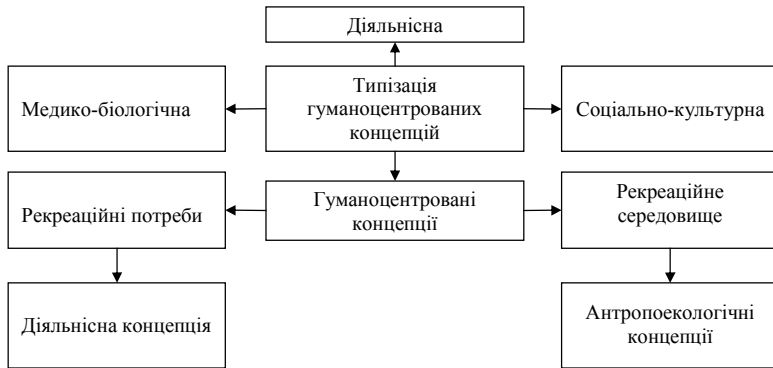 Діяльнісна
Медико-біологічна
Типізація
гуманоцентрованих
концепцій
Соціально-культурна
Рекреаційні потреби
Гуманоцентровані
концепції
Рекреаційне
середовище
Діяльнісна концепція
Антропоекологічні
концепції